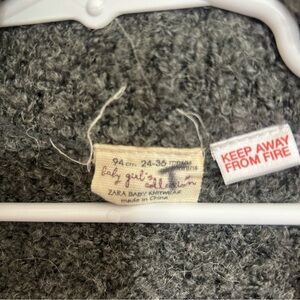 94 cm. 24-36
baby girl's
collection
ZARA BABY KNITWEAR
made in China
KEEP AWAY
FROM FIRE